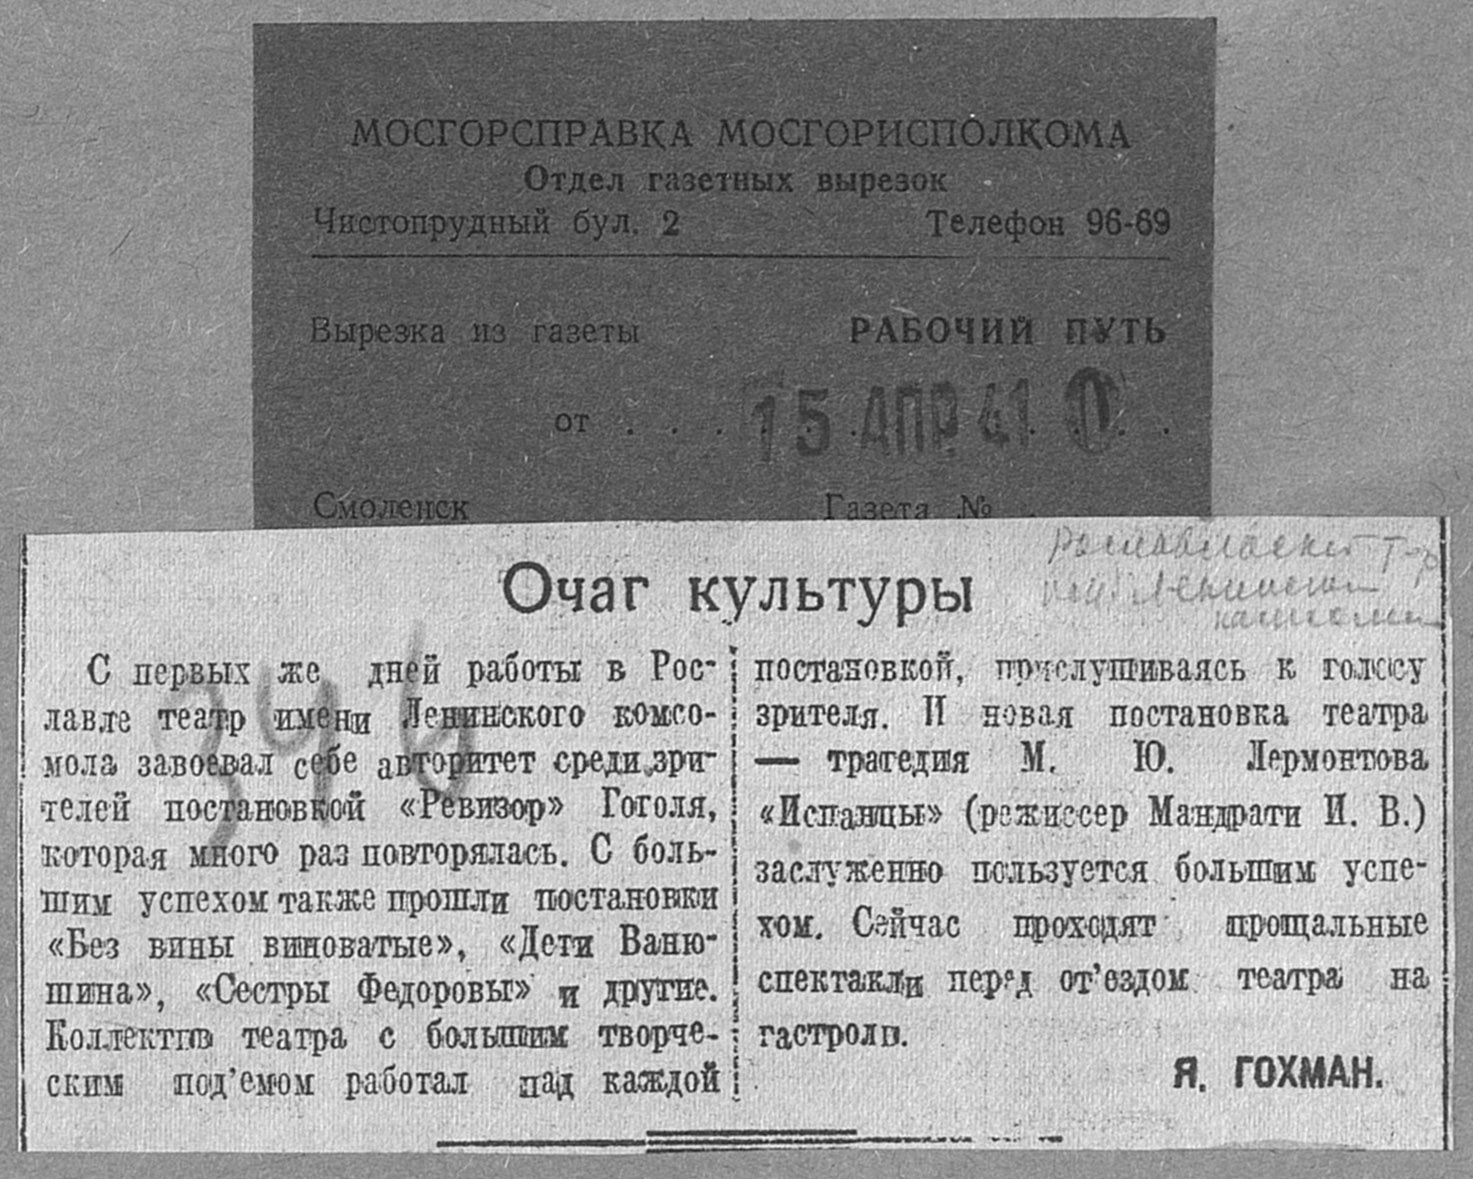 МОСГОРСПРАВКА МОСГОРИСПОЛКОМА
Отдел газетных вырезок
Чистопрудный бул. 2 Телефон 96-69
Вырезка из газеты РАБОЧИЙ ПУТЬ
от . . . . . . . . . 15 АПР 41
Смоленск Газета № .
Рославльский т-р
Ленинск
Очаг культуры
346
С первых же дней работы в Рос-
лавле театр имени Ленинского комсо-
мола завоевал себе авторитет среди зри-
телей постановкой «Ревизор» Гоголя,
которая много раз повторялась. С боль-
шим успехом также прошли постановки
«Без вины виноватые», «Дети Ваню-
шина», «Сестры Федоровы» и другие.
Коллектив театра с большим творче-
ским под'емом работал над каждой
постановкой, прислушиваясь к голосу
зрителя. И новая постановка театра
— трагедия М. Ю. Лермонтова
«Испанцы» (режиссер Мандрати И. В.)
заслуженно пользуется большим успе-
хом. Сейчас проходят прощальные
спектакли перед от'ездом театра на
гастроли.
Я. ГОХМАН.